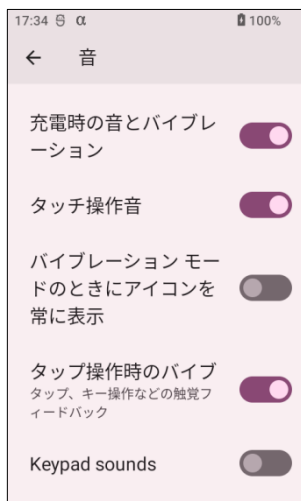 17:34 α 100%
音
充電時の音とバイブレ
ーション
タッチ操作音
バイブレーション モー
ドのときにアイコンを
常に表示
タップ操作時のバイブ
タップ、キー操作などの触覚フ
ィードバック
Keypad sounds